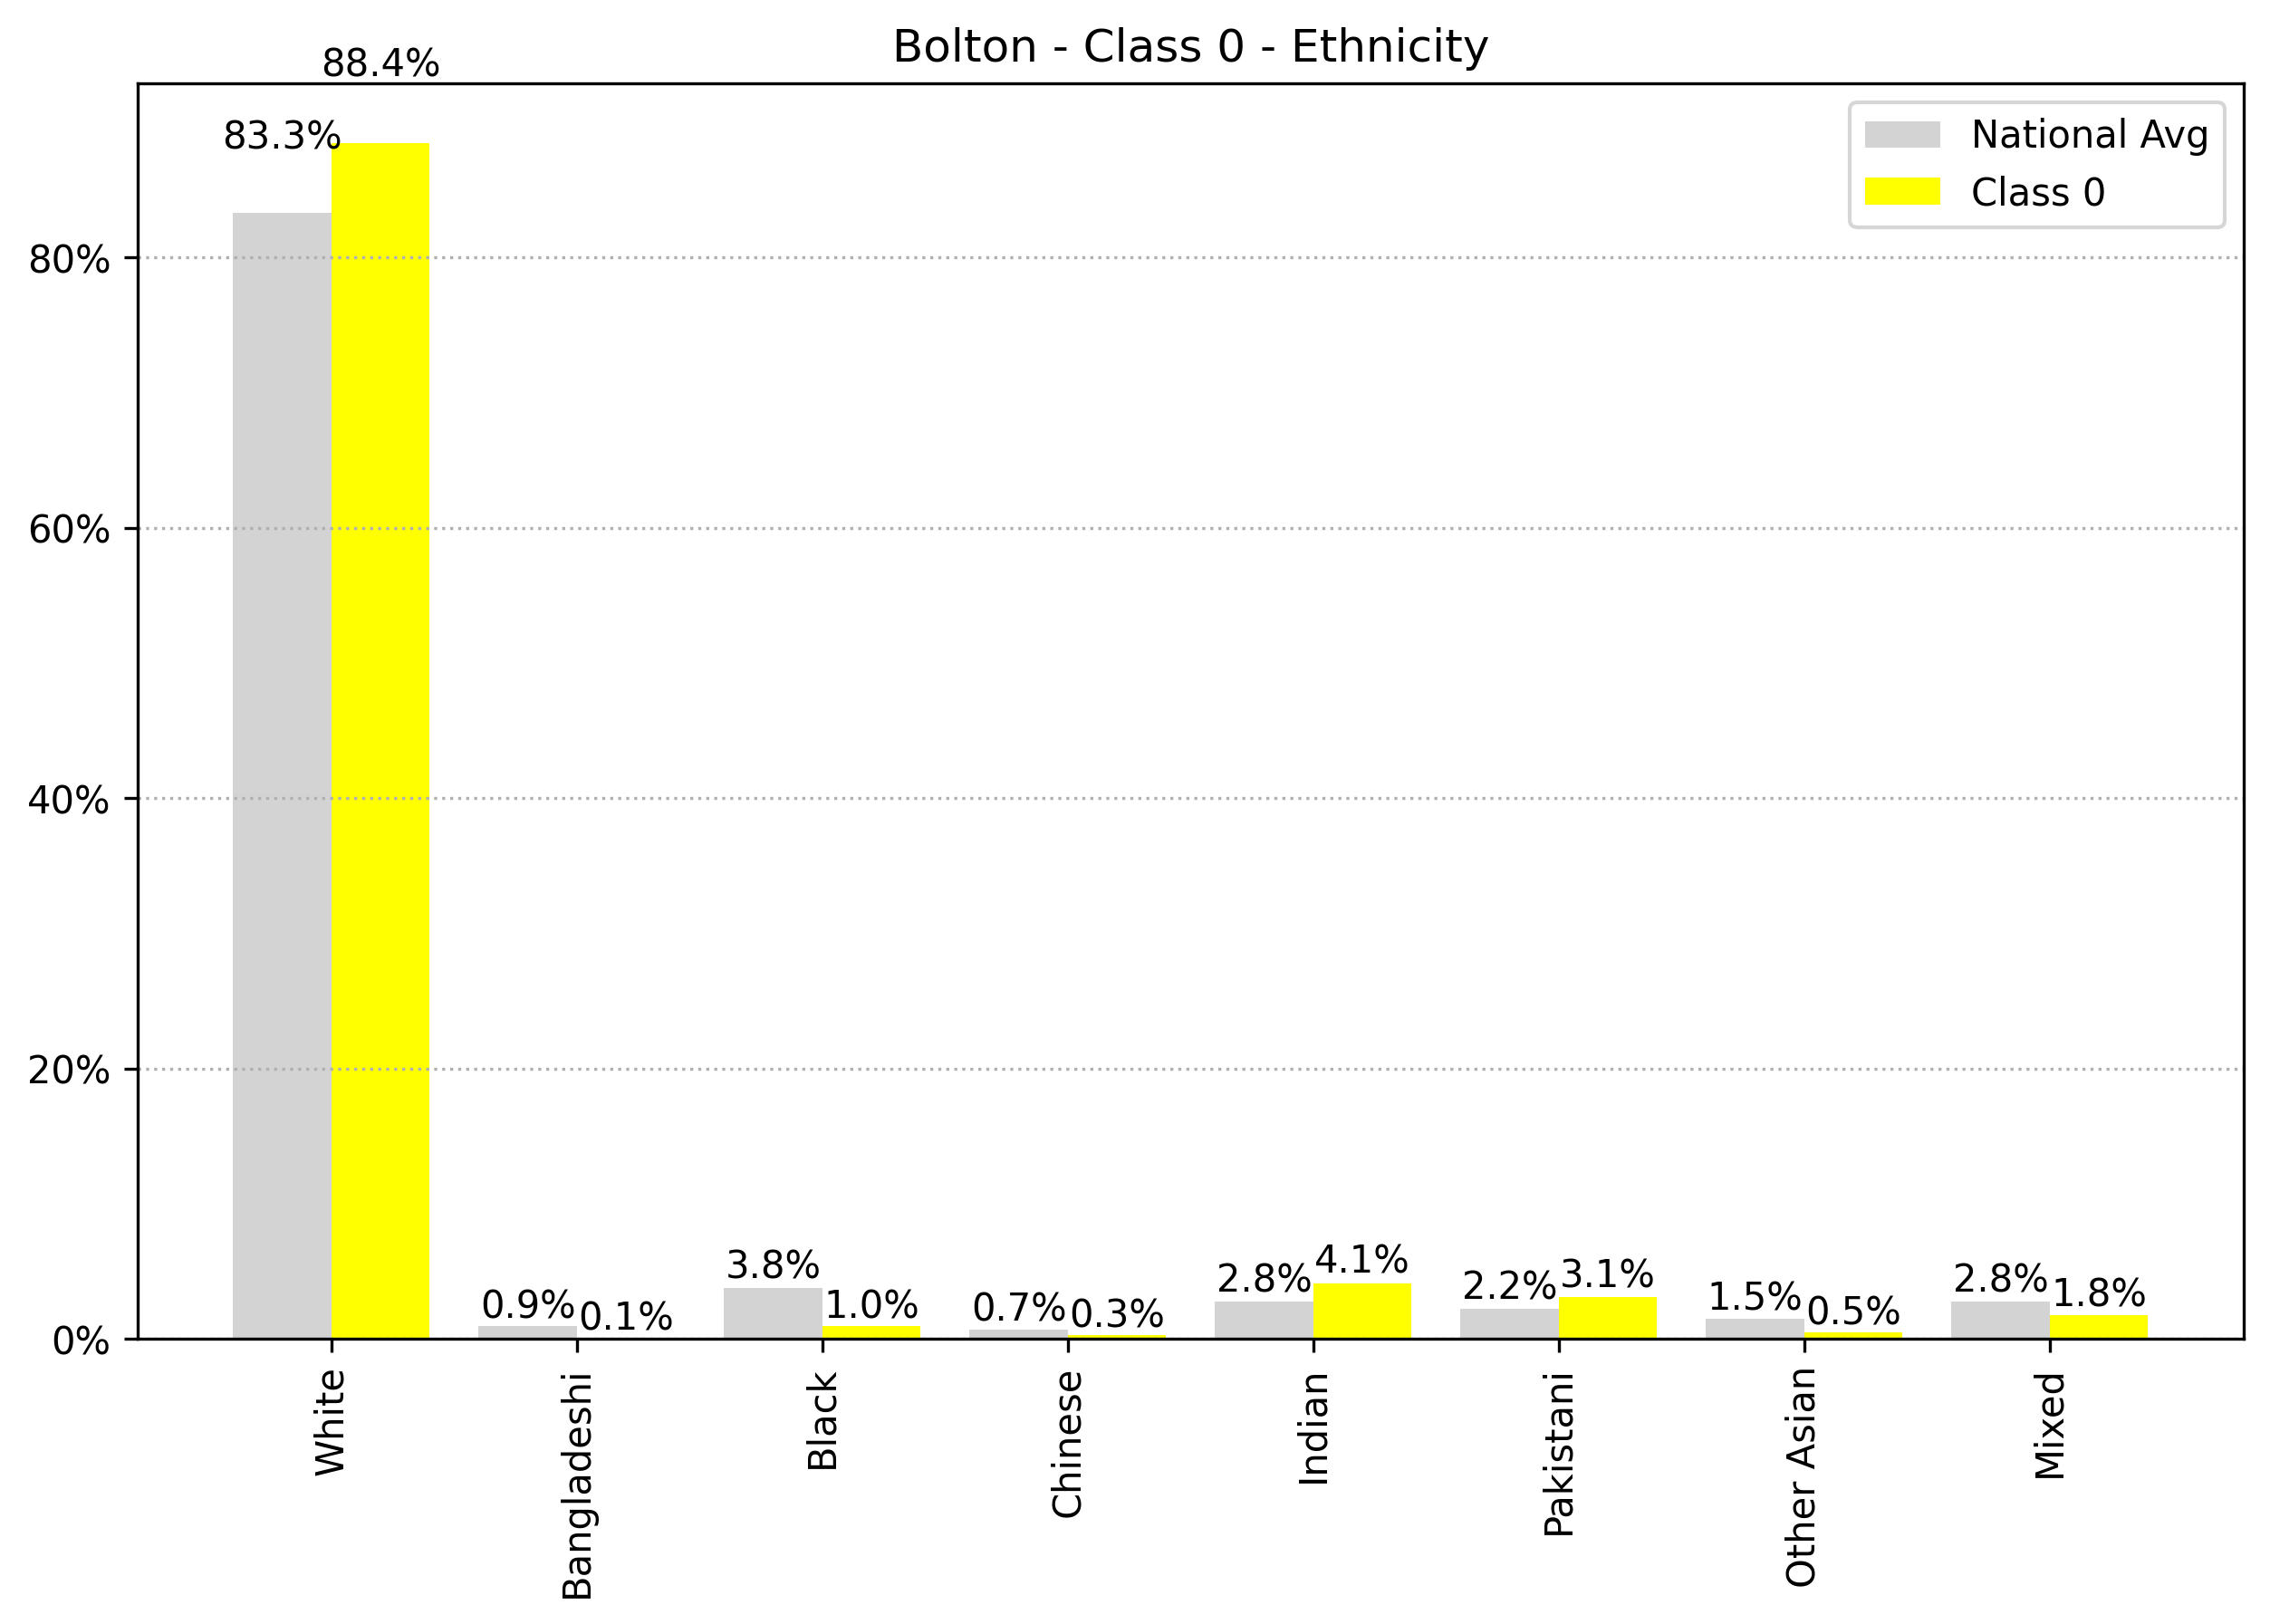 Bolton - Class 0 - Ethnicity
National Avg
Class 0
80%
60%
40%
20%
0%
83.3%
88.4%
0.9%
0.1%
3.8%
1.0%
0.7%
0.3%
2.8%
4.1%
2.2%
3.1%
1.5%
0.5%
2.8%
1.8%
White
Bangladeshi
Black
Chinese
Indian
Pakistani
Other Asian
Mixed